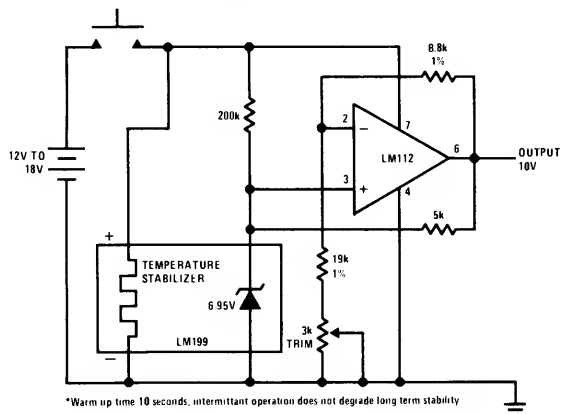 8.8k
1%
200k
2
7
6
LM112
3
4
OUTPUT
10V
12V TO
18V
5k
+
TEMPERATURE
STABILIZER
6.95V
LM199
19k
1%
3k
TRIM
*Warm up time 10 seconds, intermittant operation does not degrade long term stability